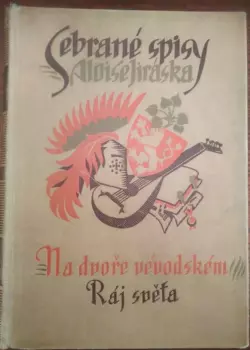 Sebrané spisy
Aloise Jiráska
Na dvoře vévodském
Ráj světa